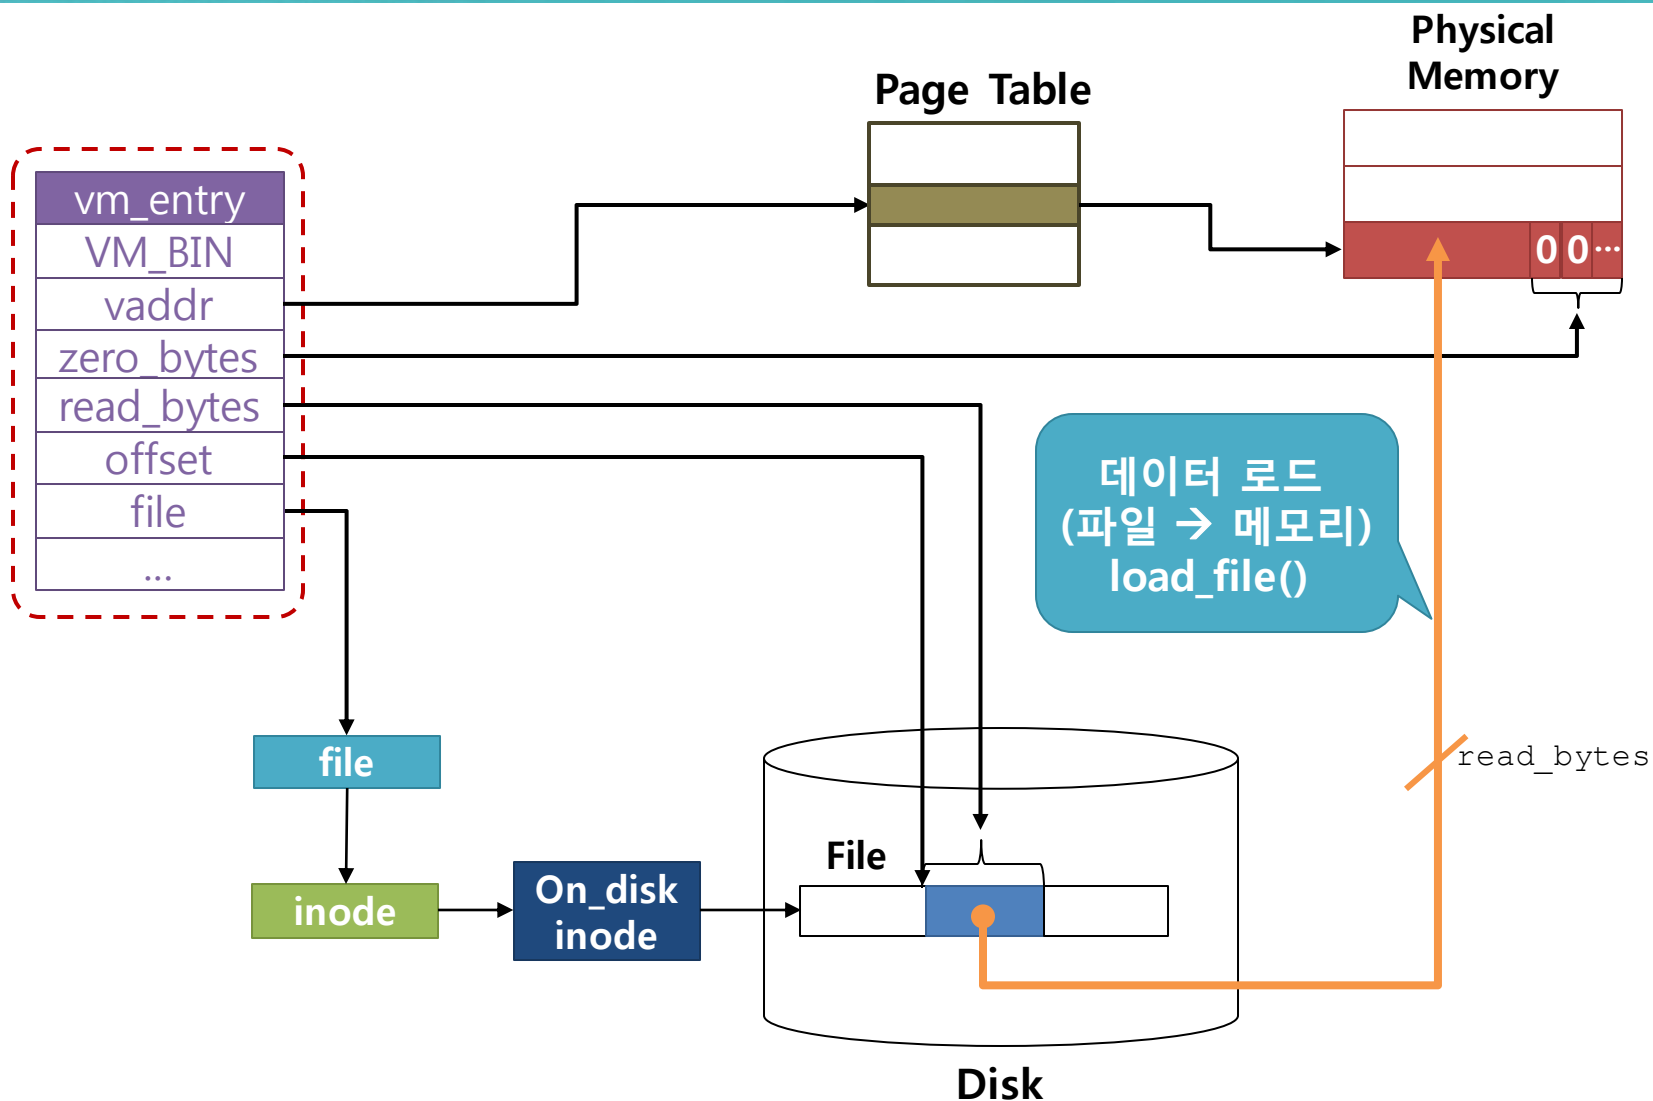 Physical
Memory
Page Table
vm_entry
VM_BIN
vaddr
zero_bytes
read_bytes
offset
file
...
0 0 ...
데이터 로드
(파일 → 메모리)
load_file()
read_bytes
file
inode
On_disk
inode
File
Disk